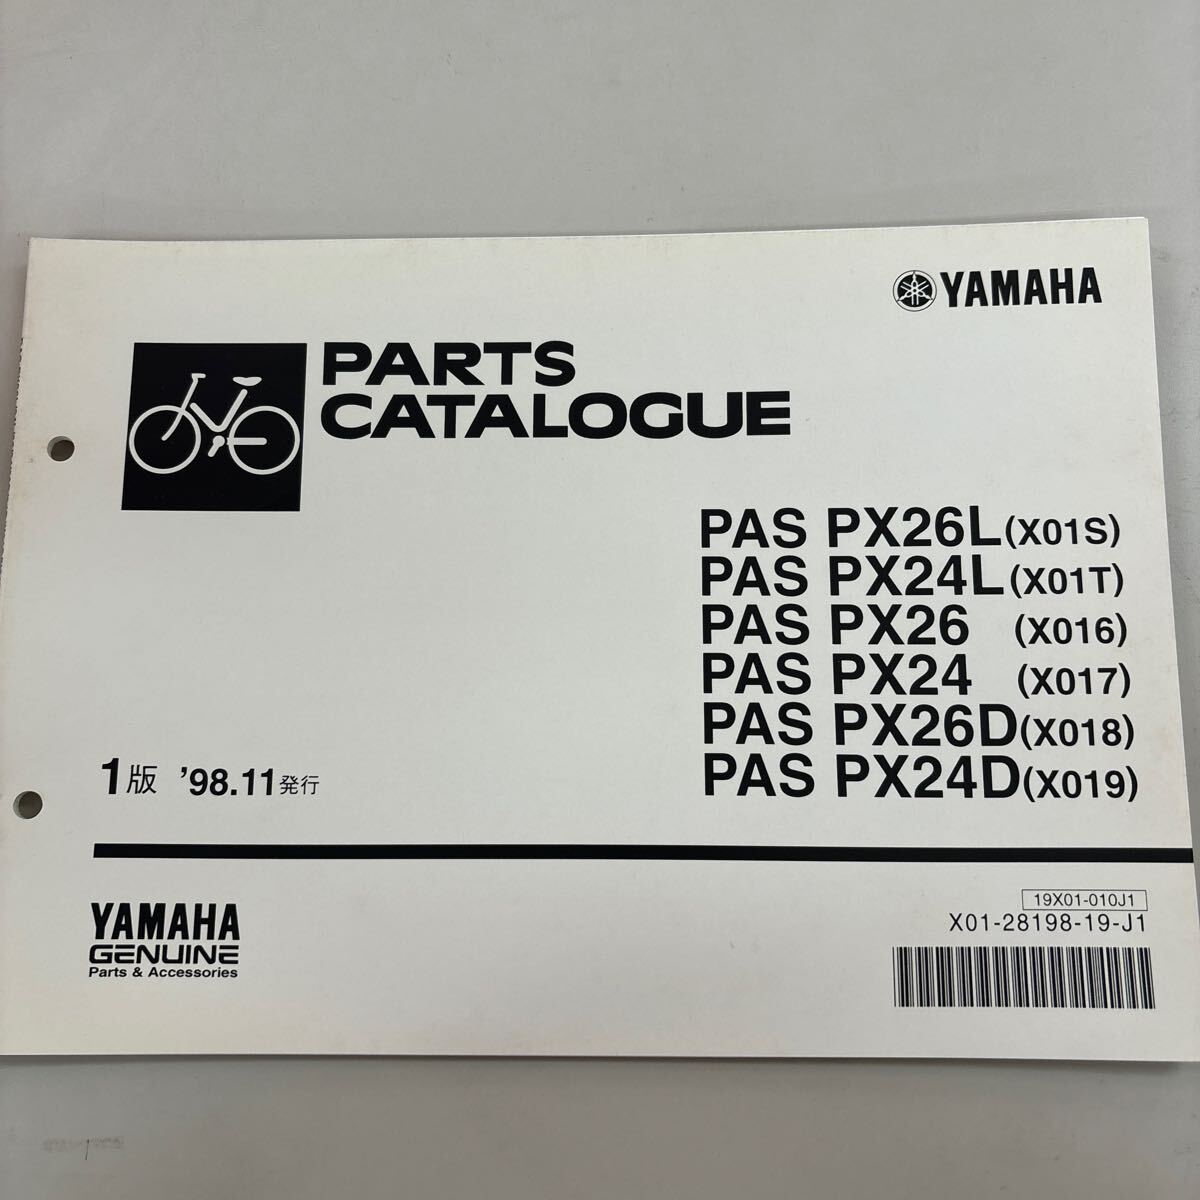 YAMAHA
PARTS
CATALOGUE
PAS PX26L (X01S)
PAS PX24L (X01T)
PAS PX26 (X016)
PAS PX24 (X017)
PAS PX26D (X018)
PAS PX24D (X019)
1版 '98.11発行
YAMAHA
GENUINE
Parts & Accessories
19X01-010J1
X01-28198-19-J1